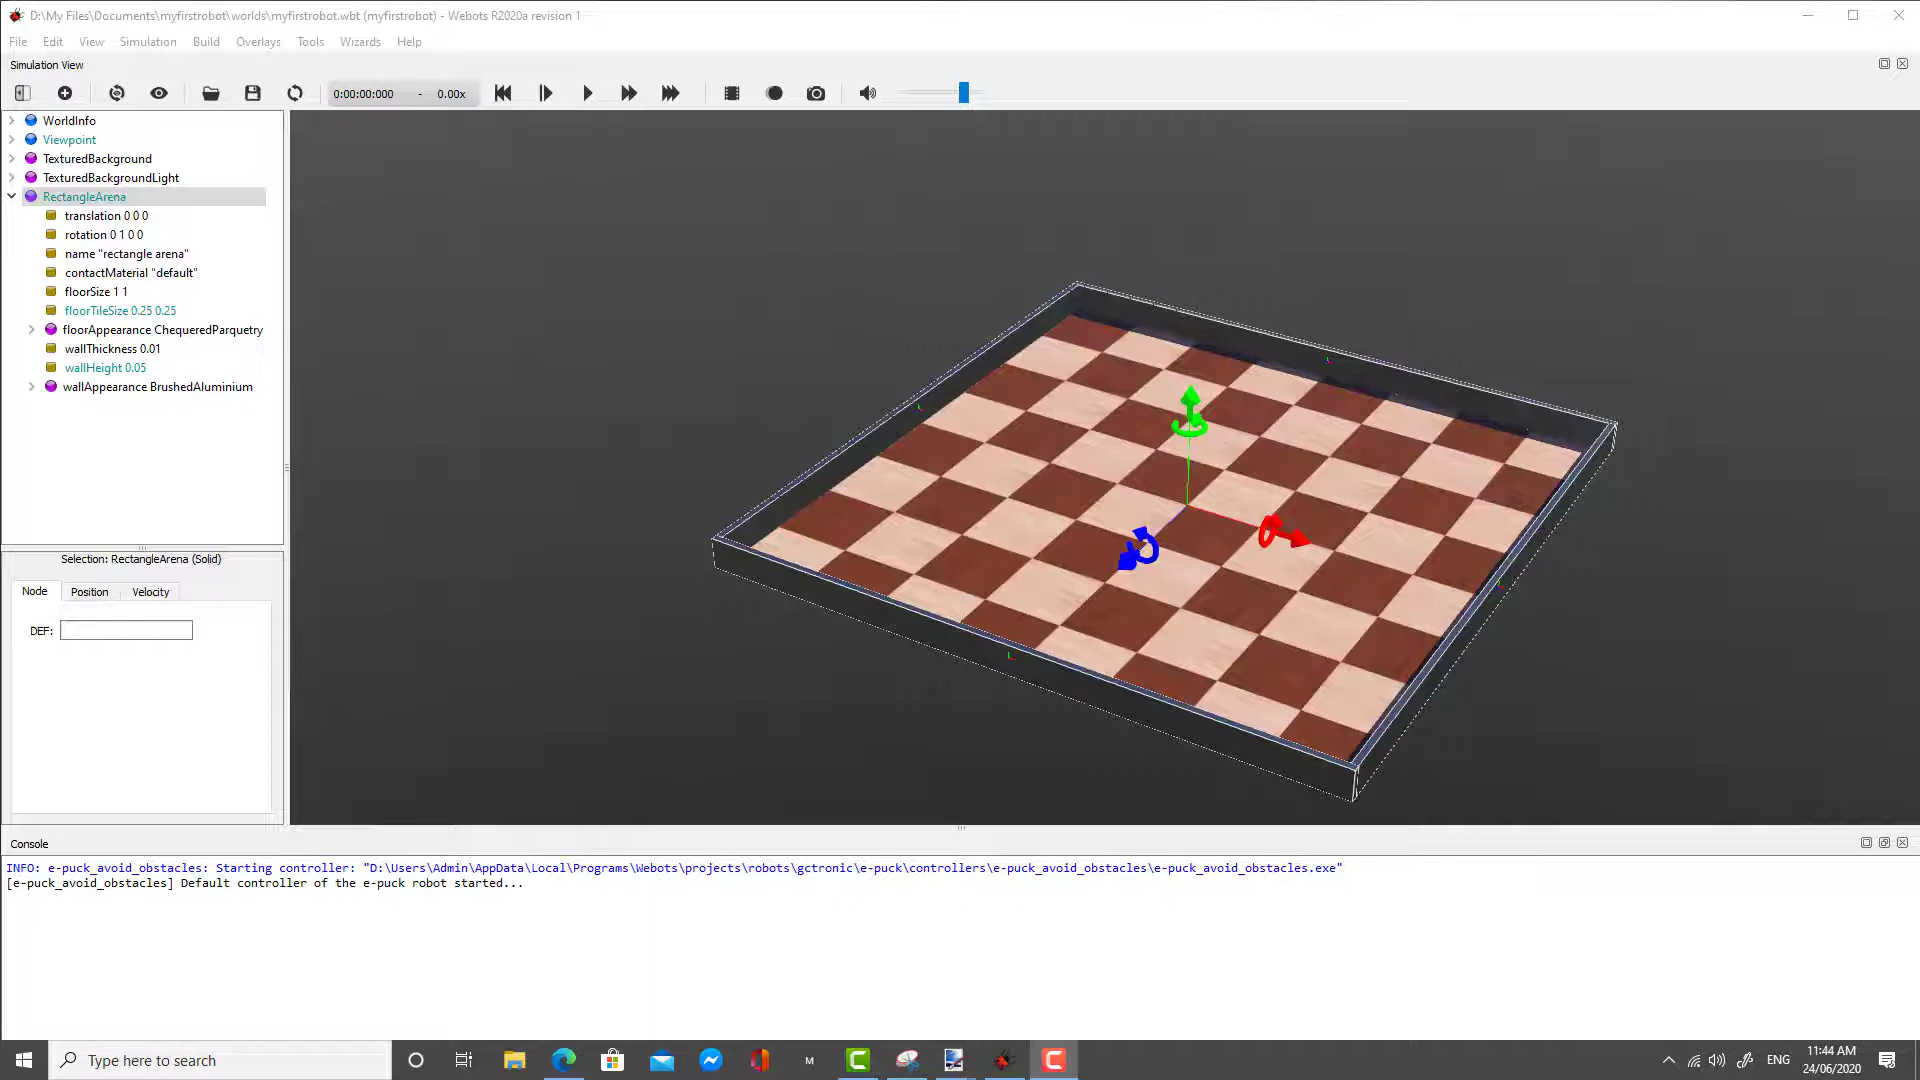 D:\My Files\Documents\myfirstrobot\worlds\myfirstrobot.wbt (myfirstrobot) - Webots R2020a revision 1
File Edit View Simulation Build Overlays Tools Wizards Help
Simulation View
0:00:00:000 - 0.00x
WorldInfo
Viewpoint
TexturedBackground
TexturedBackgroundLight
RectangleArena
translation 0 0 0
rotation 0 1 0 0
name "rectangle arena"
contactMaterial "default"
floorSize 1 1
floorTileSize 0.25 0.25
floorAppearance ChequeredParquetry
wallThickness 0.01
wallHeight 0.05
wallAppearance BrushedAluminium
Selection: RectangleArena (Solid)
Node Position Velocity
DEF:
Console
INFO: e-puck_avoid_obstacles: Starting controller: "D:\Users\Admin\AppData\Local\Programs\Webots\projects\robots\gctronic\e-puck\controllers\e-puck_avoid_obstacles\e-puck_avoid_obstacles.exe"
[e-puck_avoid_obstacles] Default controller of the e-puck robot started...
Type here to search
M
ENG
11:44 AM
24/06/2020